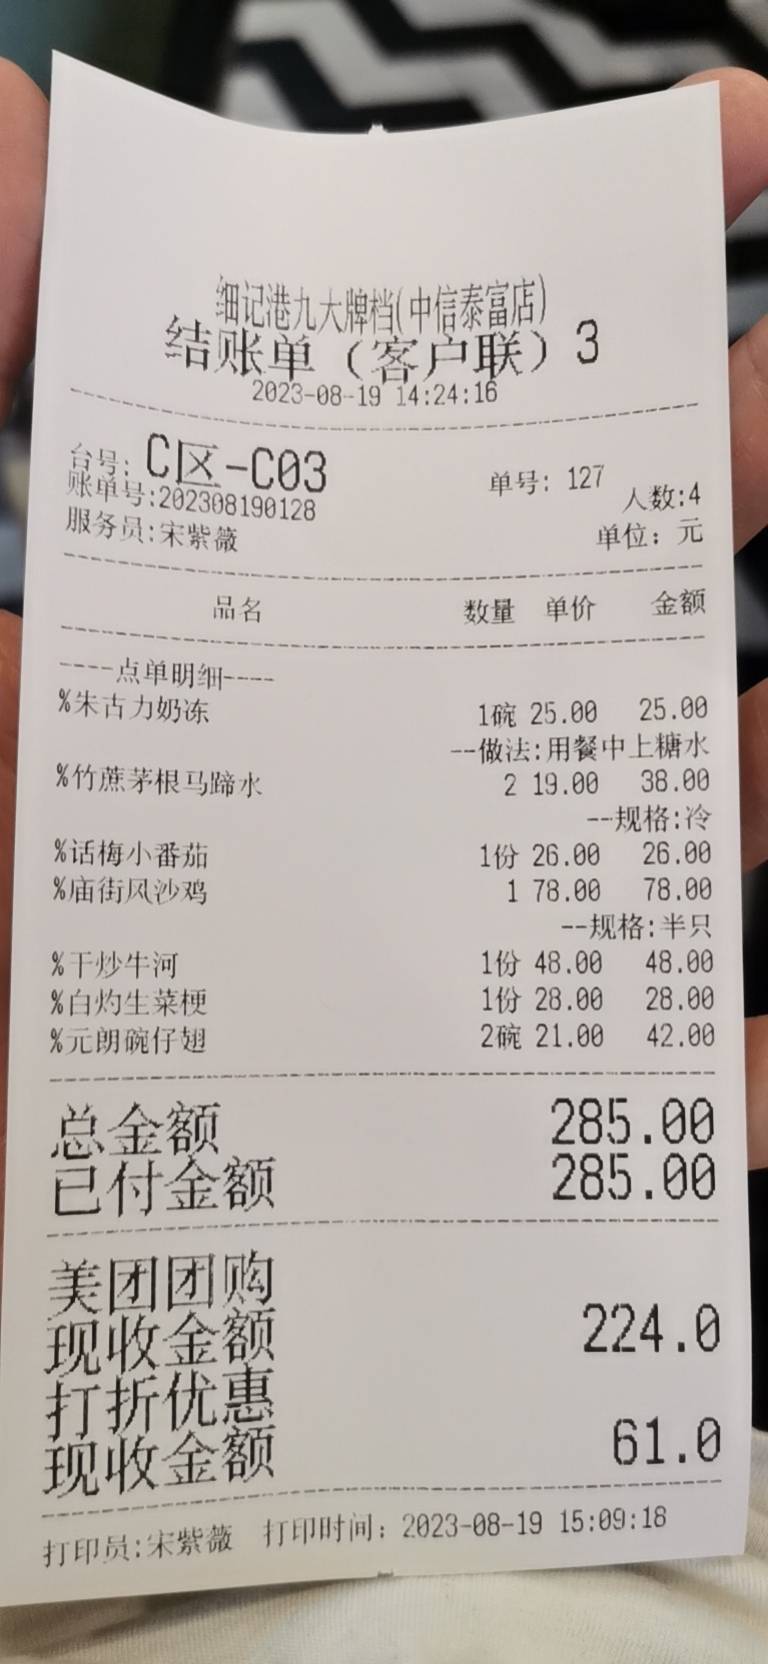 细记港九大牌档(中信泰富店)
结账单（客户联）3
2023-08-19 14:24:16
台号: C区-C03 单号: 127
账单号:202308190128 人数:4
服务员:宋紫薇 单位: 元
品名 数量 单价 金额
----点单明细----
%朱古力奶冻 1碗 25.00 25.00
--做法:用餐中上糖水
%竹蔗茅根马蹄水 2 19.00 38.00
--规格:冷
%话梅小番茄 1份 26.00 26.00
%庙街风沙鸡 1 78.00 78.00
--规格:半只
%干炒牛河 1份 48.00 48.00
%白灼生菜梗 1份 28.00 28.00
%元朗碗仔翅 2碗 21.00 42.00
总金额 285.00
已付金额 285.00
美团团购
现收金额 224.0
打折优惠
现收金额 61.0
打印员:宋紫薇 打印时间: 2023-08-19 15:09:18